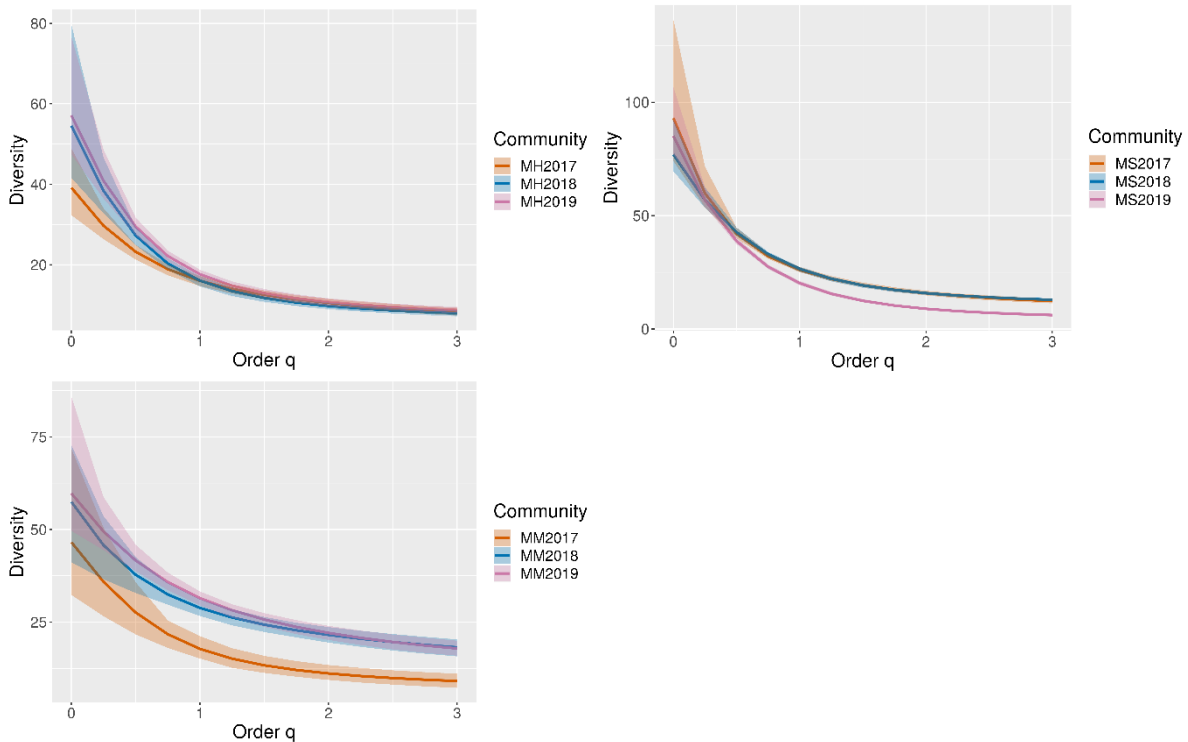 80
60
40
20
0
1
2
3
Diversity
Order q
Community
MH2017
MH2018
MH2019
100
50
0
0
1
2
3
Diversity
Order q
Community
MS2017
MS2018
MS2019
75
50
25
0
1
2
3
Diversity
Order q
Community
MM2017
MM2018
MM2019